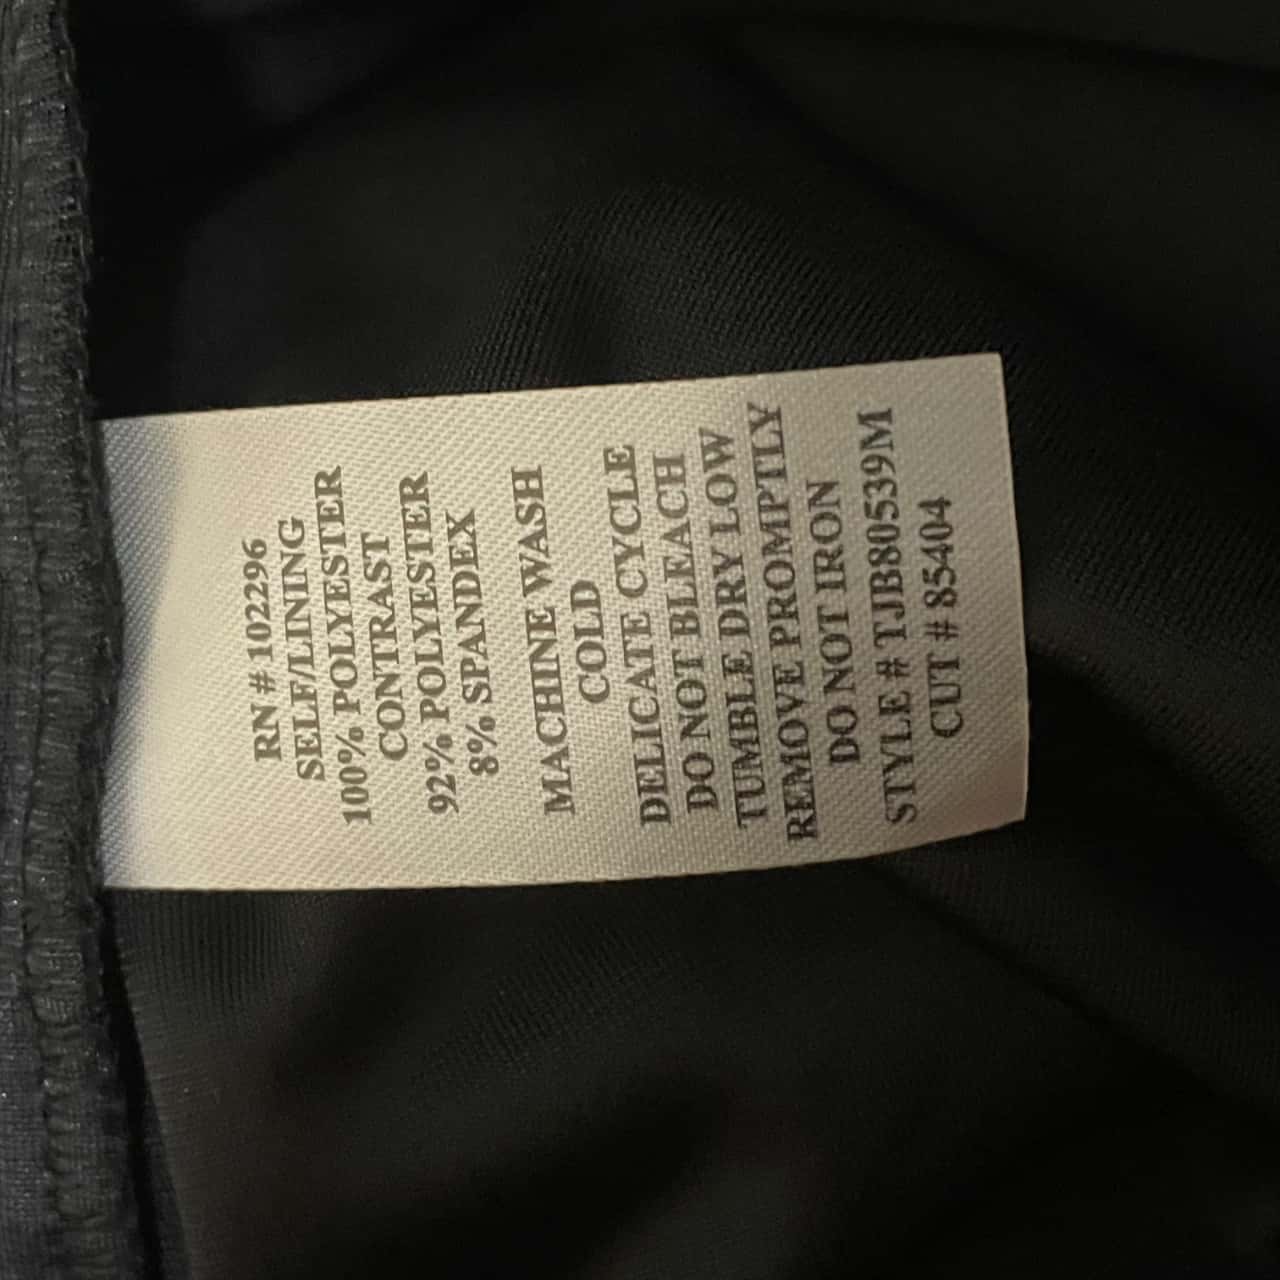 RN # 102296
SELF/LINING
100% POLYESTER
CONTRAST
92% POLYESTER
8% SPANDEX
MACHINE WASH
COLD
DELICATE CYCLE
DO NOT BLEACH
TUMBLE DRY LOW
REMOVE PROMPTLY
DO NOT IRON
STYLE # TJB80539M
CUT # 85404